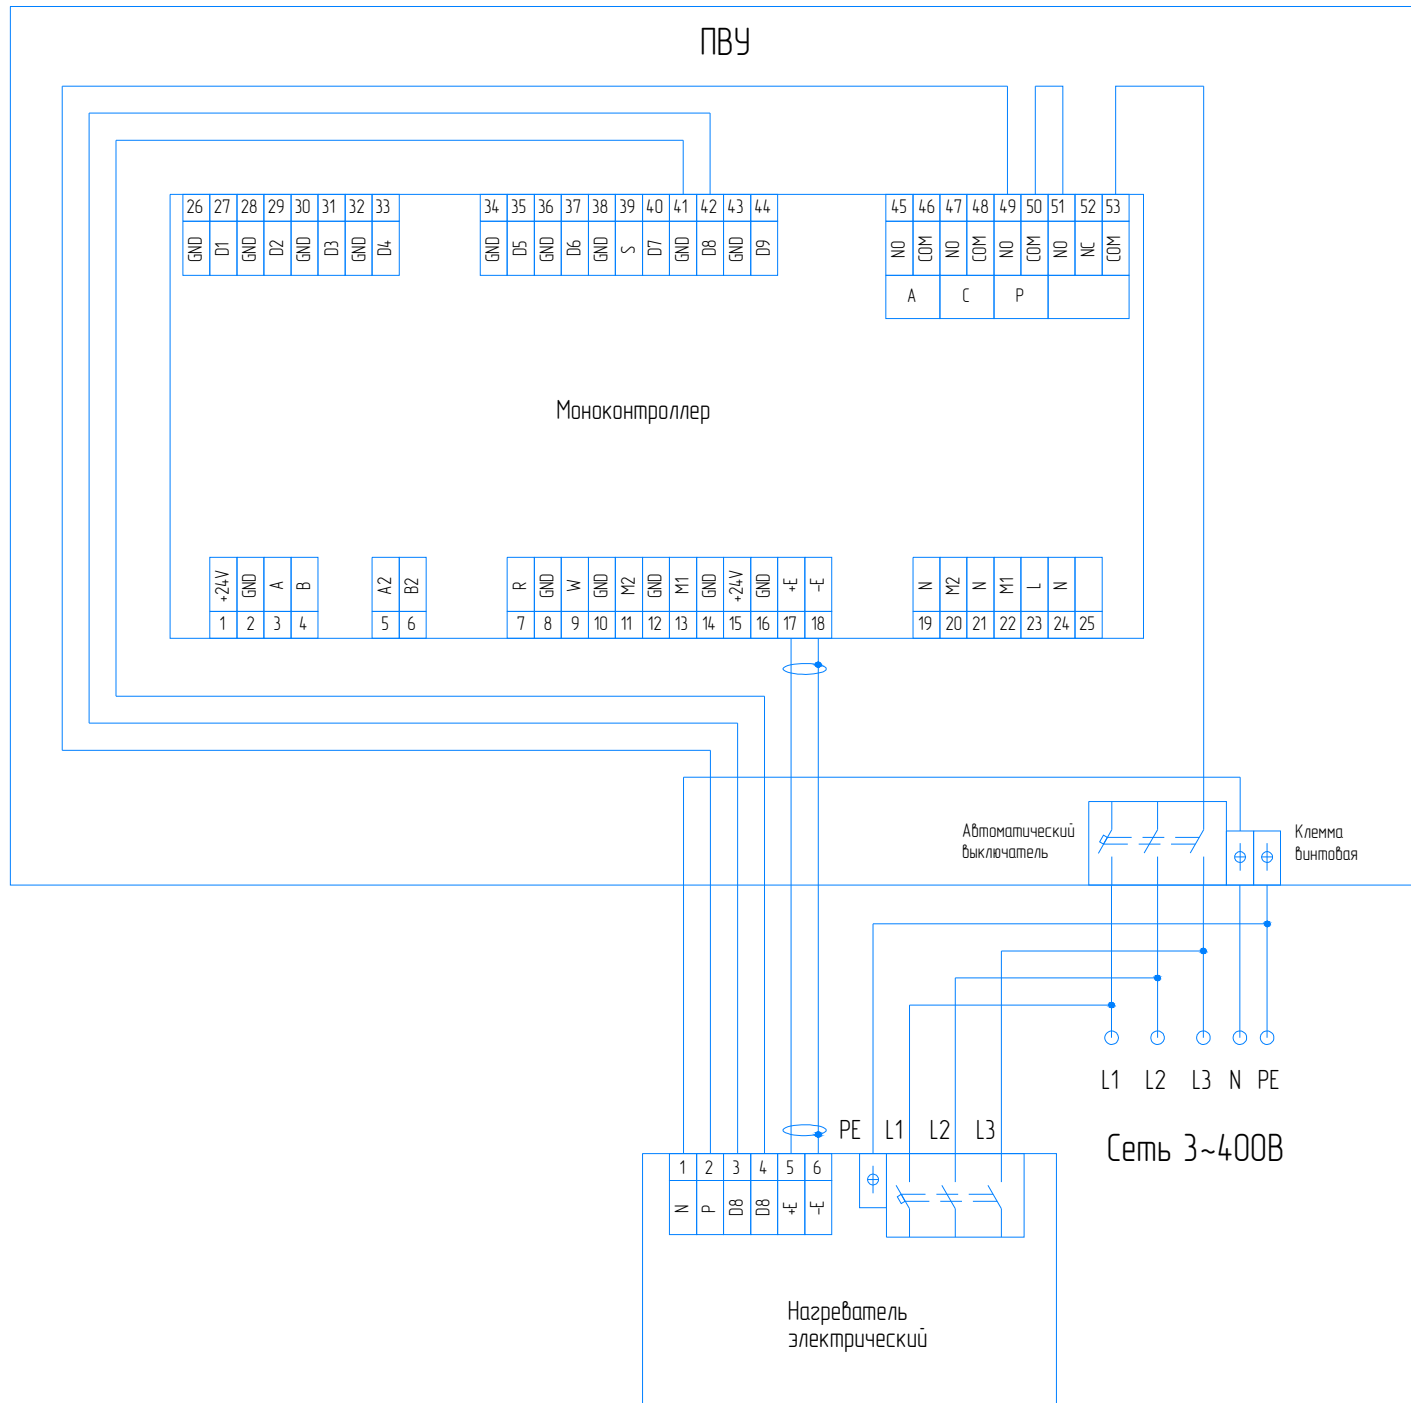 ПВУ
26 27 28 29 30 31 32 33
GND D1 GND D2 GND D3 GND D4
34 35 36 37 38 39 40 41 42 43 44
GND D5 GND D6 GND S D7 GND D8 GND D9
45 46 47 48 49 50 51 52 53
NO COM NO COM NO COM NO NC COM
A C P
Моноконтроллер
+24V GND A B
1 2 3 4
A2 B2
5 6
R GND W GND M2 GND M1 GND +24V GND +E -E
7 8 9 10 11 12 13 14 15 16 17 18
N M2 N M1 L N
19 20 21 22 23 24 25
Автоматический
выключатель
Клемма
винтовая
L1 L2 L3 N PE
Сеть 3~400В
PE L1 L2 L3
1 2 3 4 5 6
N P D8 D8 +E -E
Нагреватель
электрический